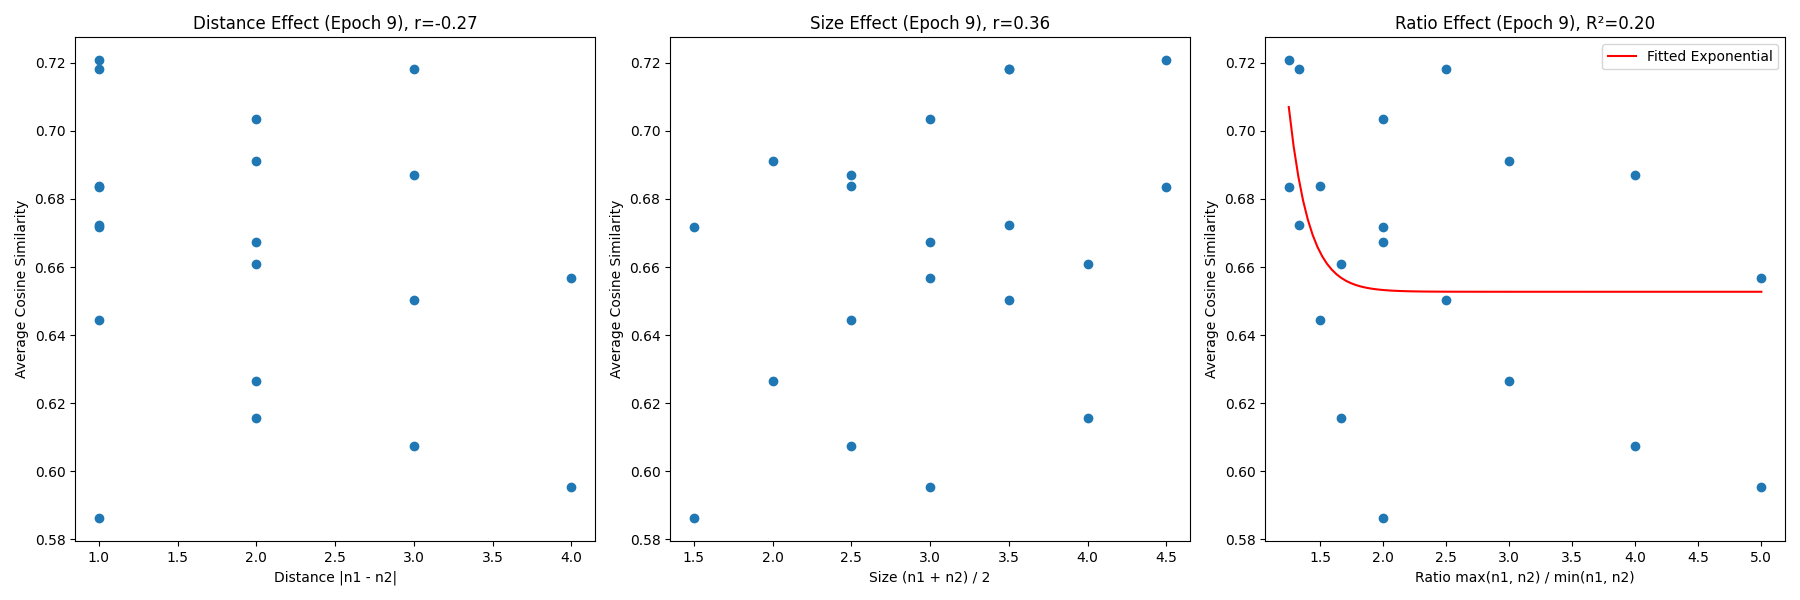 Distance Effect (Epoch 9), r=-0.27
0.72
0.70
0.68
0.66
0.64
0.62
0.60
0.58
Average Cosine Similarity
1.0 1.5 2.0 2.5 3.0 3.5 4.0
Distance |n1 - n2|
Size Effect (Epoch 9), r=0.36
0.72
0.70
0.68
0.66
0.64
0.62
0.60
0.58
Average Cosine Similarity
1.5 2.0 2.5 3.0 3.5 4.0 4.5
Size (n1 + n2) / 2
Ratio Effect (Epoch 9), R²=0.20
Fitted Exponential
0.72
0.70
0.68
0.66
0.64
0.62
0.60
0.58
Average Cosine Similarity
1.5 2.0 2.5 3.0 3.5 4.0 4.5 5.0
Ratio max(n1, n2) / min(n1, n2)